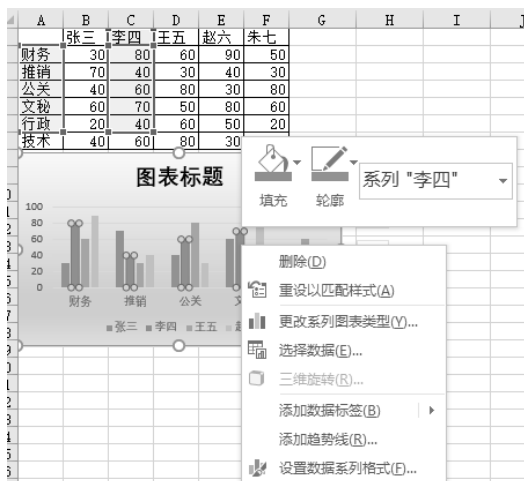 A B C D E F G H I J
张三 李四 王五 赵六 朱七
财务 30 80 60 90 50
推销 70 40 30 40 30
公关 40 60 80 30 80
文秘 60 70 50 80 60
行政 20 40 60 50 20
技术 40 60 80 30
填充 轮廓 系列 "李四"
图表标题
100
80
60
40
20
0
财务 推销 公关
张三 李四 王五
删除(D)
重设以匹配样式(A)
更改系列图表类型(Y)...
选择数据(E)...
三维旋转(R)...
添加数据标签(B)
添加趋势线(R)...
设置数据系列格式(F)...